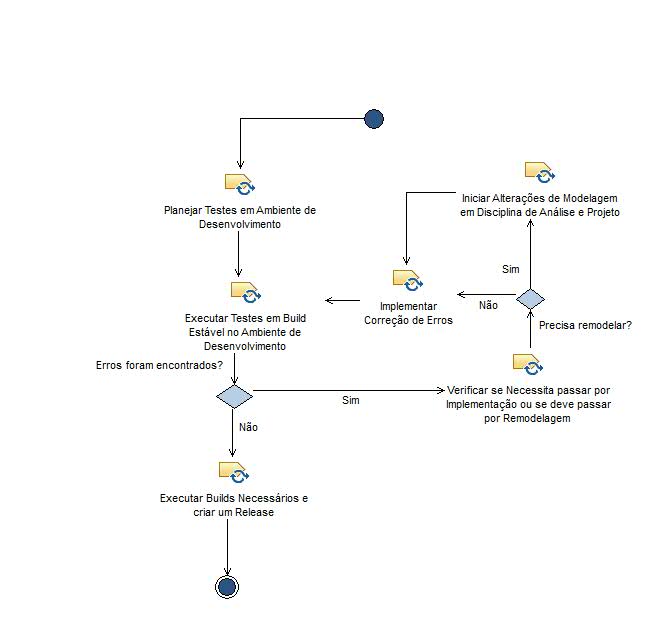 Planejar Testes em Ambiente de
Desenvolvimento
Iniciar Alterações de Modelagem
em Disciplina de Análise e Projeto
Sim
Não
Implementar
Correção de Erros
Executar Testes em Build
Estável no Ambiente de
Desenvolvimento
Precisa remodelar?
Erros foram encontrados?
Sim
Verificar se Necessita passar por
Implementação ou se deve passar
por Remodelagem
Não
Executar Builds Necessários e
criar um Release